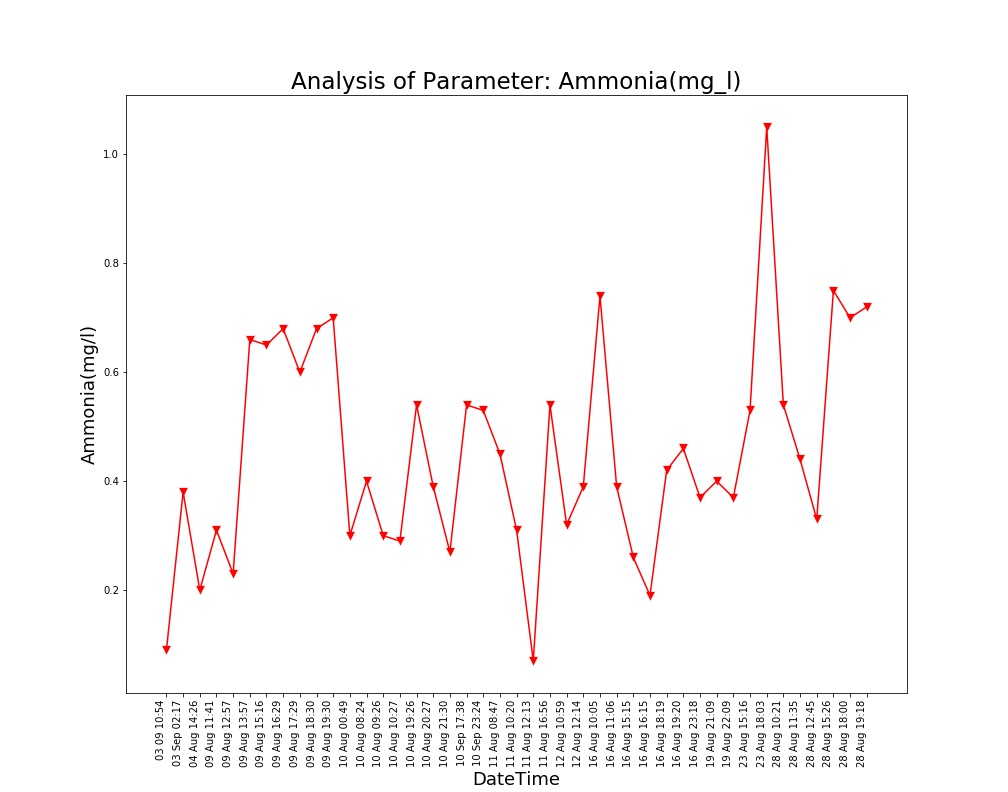 Analysis of Parameter: Ammonia(mg_l)
Ammonia(mg/l)
1.0
0.8
0.6
0.4
0.2
03 09 10:54
03 Sep 02:17
04 Aug 14:26
09 Aug 11:41
09 Aug 12:57
09 Aug 13:57
09 Aug 15:16
09 Aug 16:29
09 Aug 17:29
09 Aug 18:30
09 Aug 19:30
10 Aug 00:49
10 Aug 08:24
10 Aug 09:26
10 Aug 10:27
10 Aug 19:26
10 Aug 20:27
10 Aug 21:30
10 Sep 17:38
10 Sep 23:24
11 Aug 08:47
11 Aug 10:20
11 Aug 12:13
11 Aug 16:56
12 Aug 10:59
12 Aug 12:14
16 Aug 10:05
16 Aug 11:06
16 Aug 15:15
16 Aug 16:15
16 Aug 18:19
16 Aug 19:20
16 Aug 23:18
19 Aug 21:09
19 Aug 22:09
23 Aug 15:16
23 Aug 18:03
28 Aug 10:21
28 Aug 11:35
28 Aug 12:45
28 Aug 15:26
28 Aug 18:00
28 Aug 19:18
DateTime